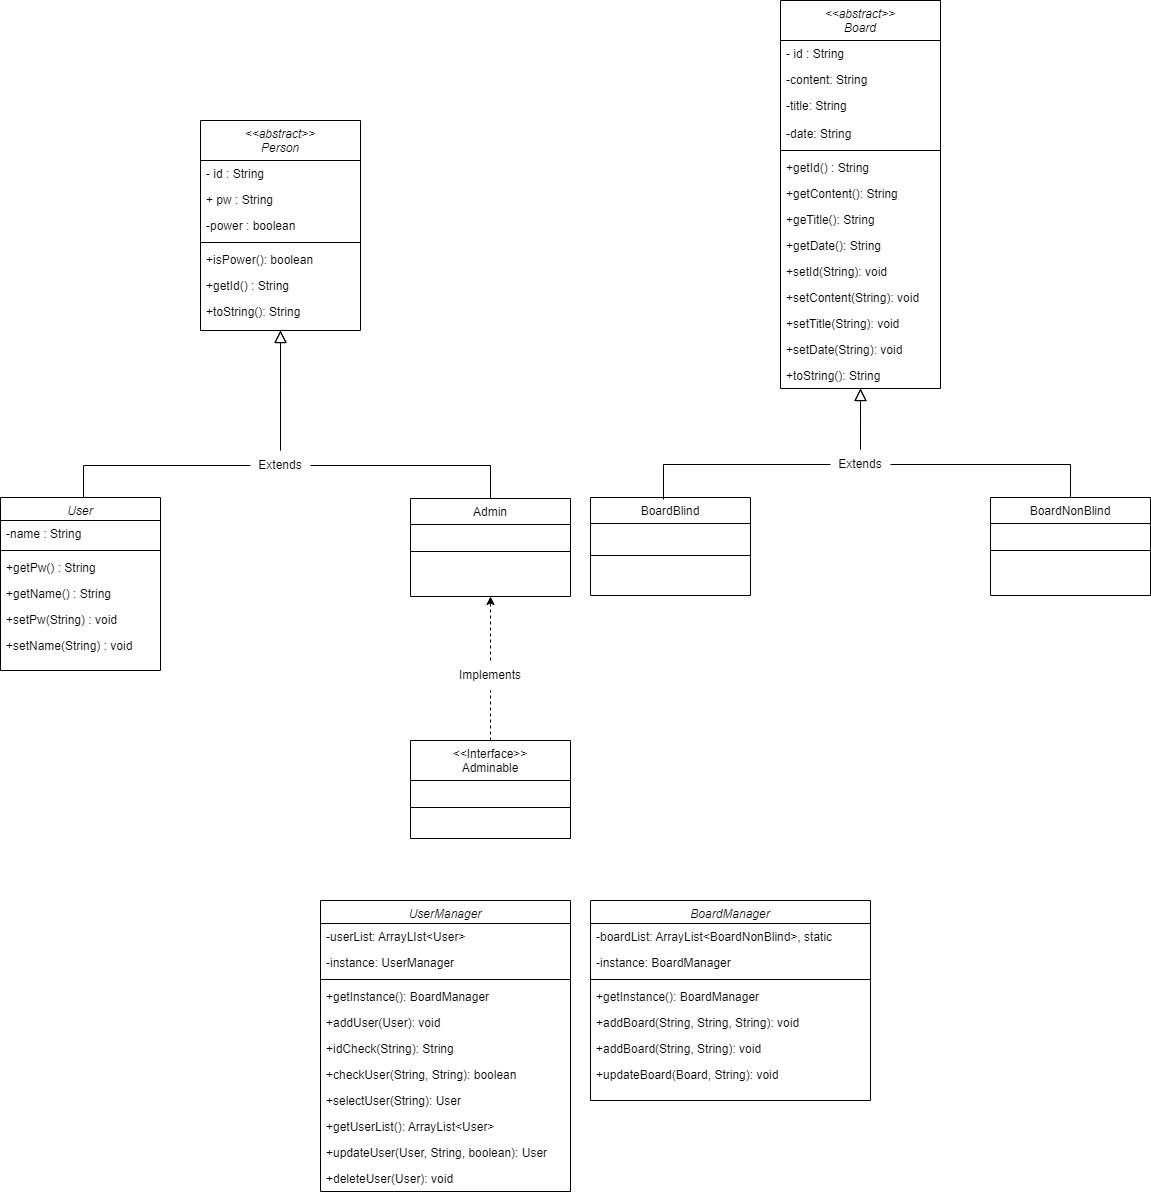 <<abstract>>
Board
- id : String
-content: String
-title: String
-date: String
+getId() : String
+getContent(): String
+geTitle(): String
+getDate(): String
+setId(String): void
+setContent(String): void
+setTitle(String): void
+setDate(String): void
+toString(): String
<<abstract>>
Person
- id : String
+ pw : String
-power : boolean
+isPower(): boolean
+getId() : String
+toString(): String
Extends
Extends
User
-name : String
+getPw() : String
+getName() : String
+setPw(String) : void
+setName(String) : void
Admin
BoardBlind
BoardNonBlind
Implements
<<Interface>>
Adminable
UserManager
-userList: ArrayLIst<User>
-instance: UserManager
+getInstance(): BoardManager
+addUser(User): void
+idCheck(String): String
+checkUser(String, String): boolean
+selectUser(String): User
+getUserList(): ArrayList<User>
+updateUser(User, String, boolean): User
+deleteUser(User): void
BoardManager
-boardList: ArrayList<BoardNonBlind>, static
-instance: BoardManager
+getInstance(): BoardManager
+addBoard(String, String, String): void
+addBoard(String, String): void
+updateBoard(Board, String): void